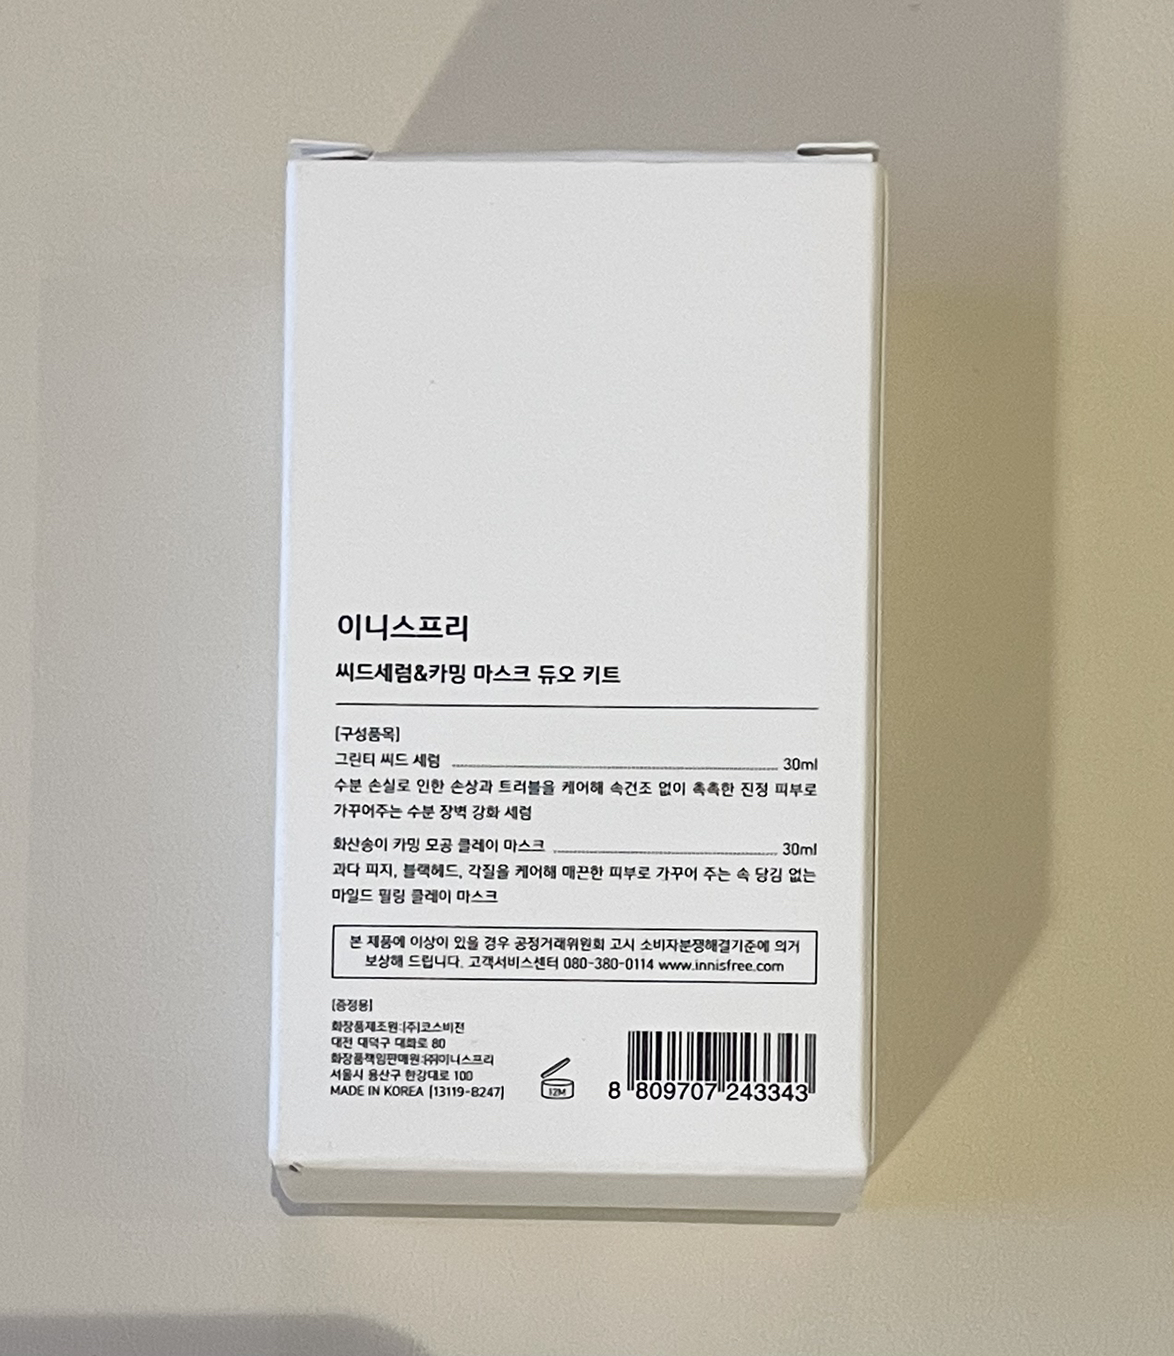 이니스프리
씨드세럼&카밍 마스크 듀오 키트
[구성품목]
그린티 씨드 세럼 30ml
수분 손실로 인한 손상과 트러블을 케어해 속건조 없이 촉촉한 진정 피부로
가꾸어주는 수분 장벽 강화 세럼
화산송이 카밍 모공 클레이 마스크 30ml
과다 피지, 블랙헤드, 각질을 케어해 매끈한 피부로 가꾸어 주는 속 당김 없는
마일드 필링 클레이 마스크
본 제품에 이상이 있을 경우 공정거래위원회 고시 소비자분쟁해결기준에 의거
보상해 드립니다. 고객서비스센터 080-380-0114 www.innisfree.com
[증정용]
화장품제조원:(주)코스비전
대전 대덕구 대화로 80
화장품책임판매원:㈜이니스프리
서울시 용산구 한강대로 100
MADE IN KOREA [13119-8247]
12M
8 809707 243343